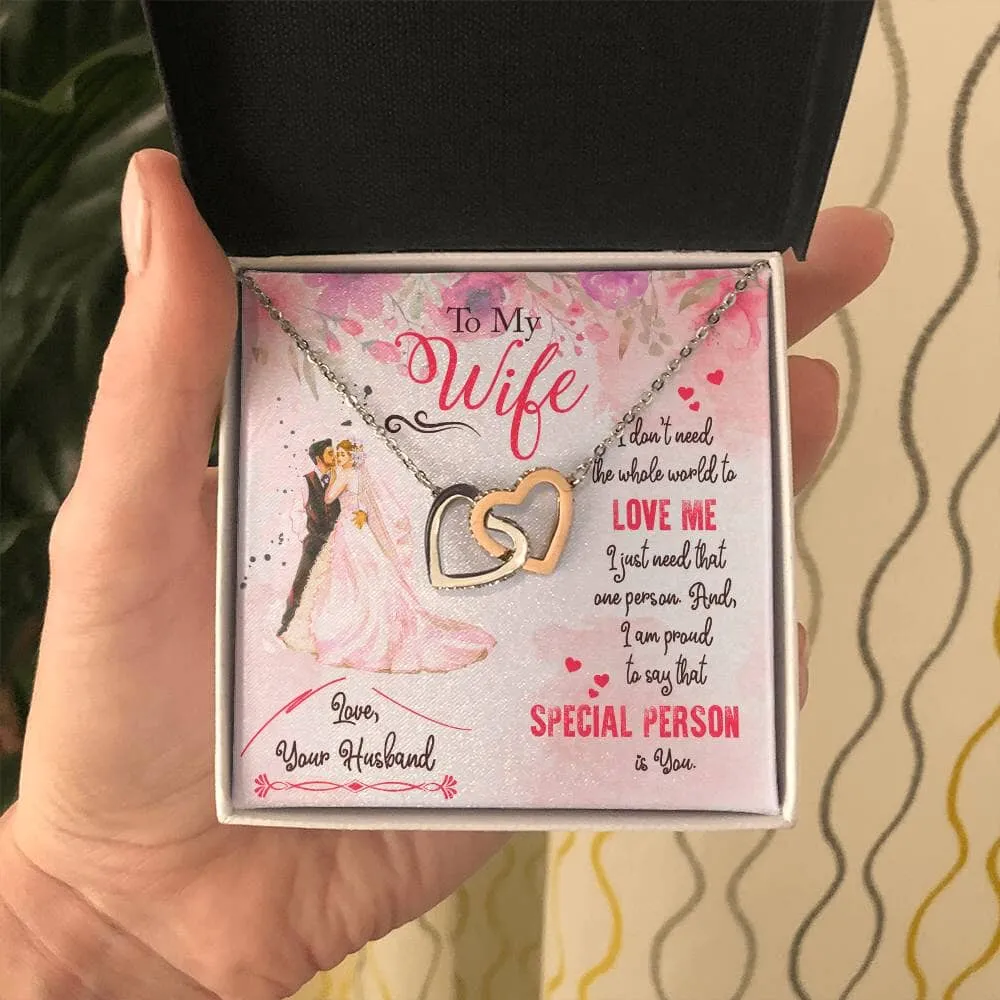 To My
Wife
I don't need
the whole world to
LOVE ME
I just need that
one person. And,
I am proud
to say that
SPECIAL PERSON
is You.
Love,
Your Husband